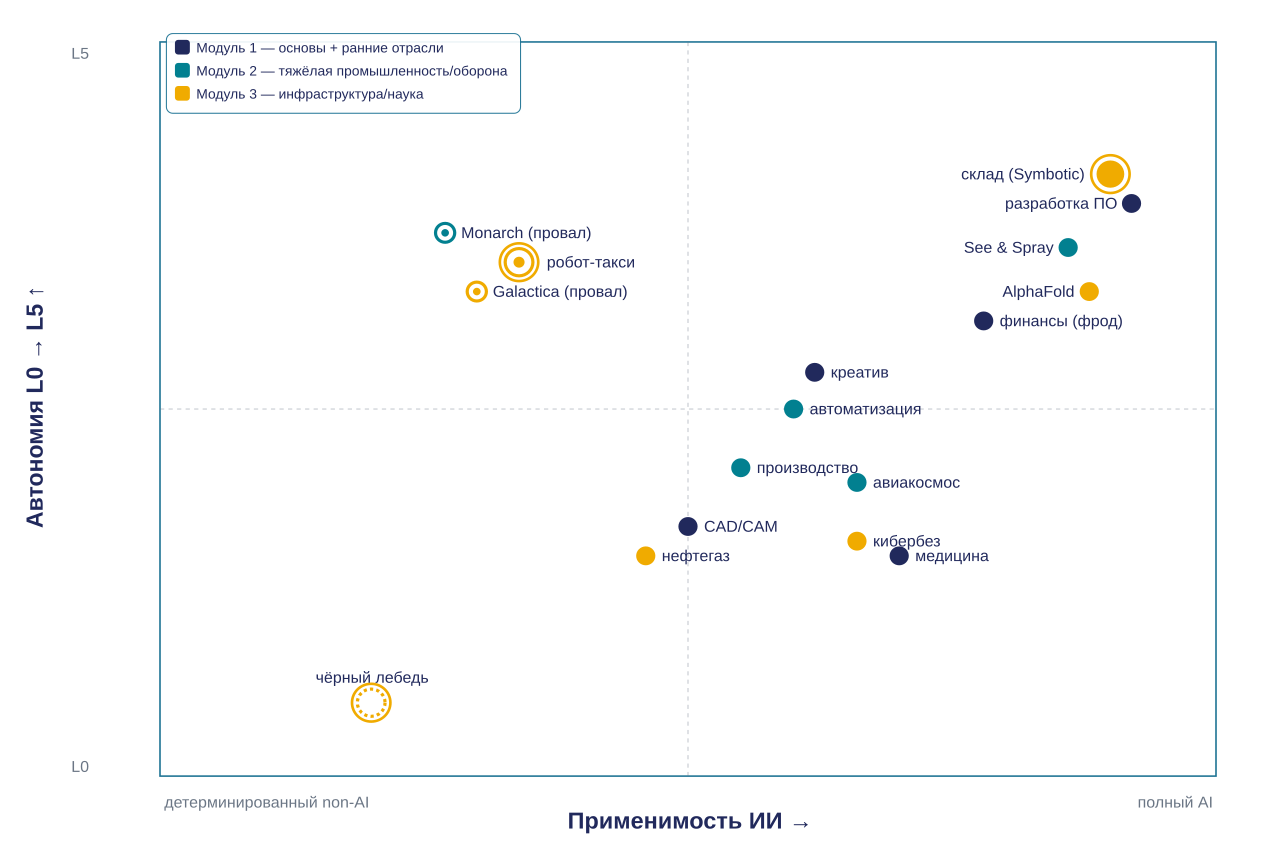 L5
Модуль 1 — основы + ранние отрасли
Модуль 2 — тяжёлая промышленность/оборона
Модуль 3 — инфраструктура/наука
склад (Symbotic)
разработка ПО
Monarch (провал)
See & Spray
робот-такси
Galactica (провал)
AlphaFold
финансы (фрод)
креатив
Автономия L0 → L5 ↑
автоматизация
производство
авиакосмос
CAD/CAM
кибербез
нефтегаз
медицина
чёрный лебедь
L0
детерминированный non-AI
полный AI
Применимость ИИ →